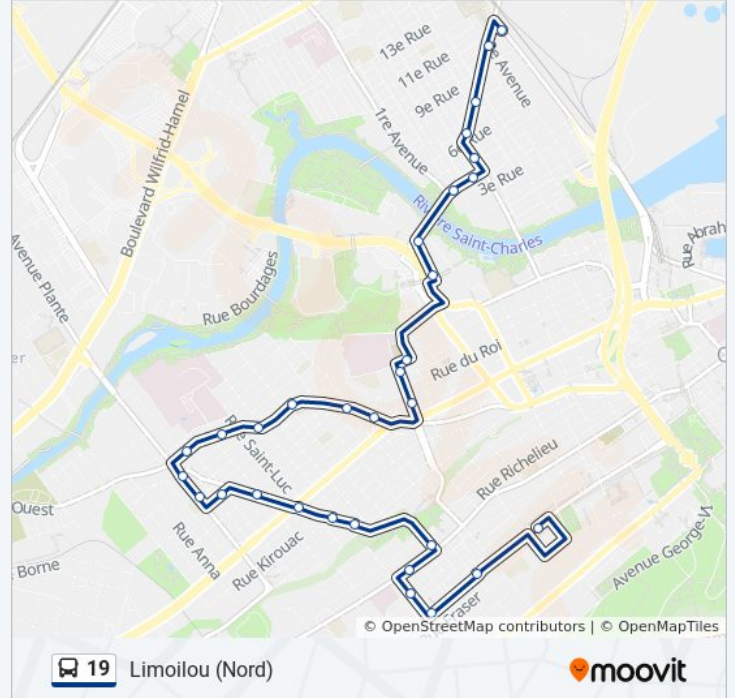 13e Rue
11e Rue
9e Rue
e Avenue
1re Avenue
6e Rue
3e Rue
Rivière Saint-Charles
Rue Abrah
Boulevard Wilfrid-Hamel
Avenue Plante
Rue Bourdages
er
Rue du Roi
Rue Saint-Luc
Rue Richelieu
Ouest
Rue Anna
Rue Kirouac
Borne
Avenue George-V
Fraser
© OpenStreetMap contributors | © OpenMapTiles
19 Limoilou (Nord)
moovit